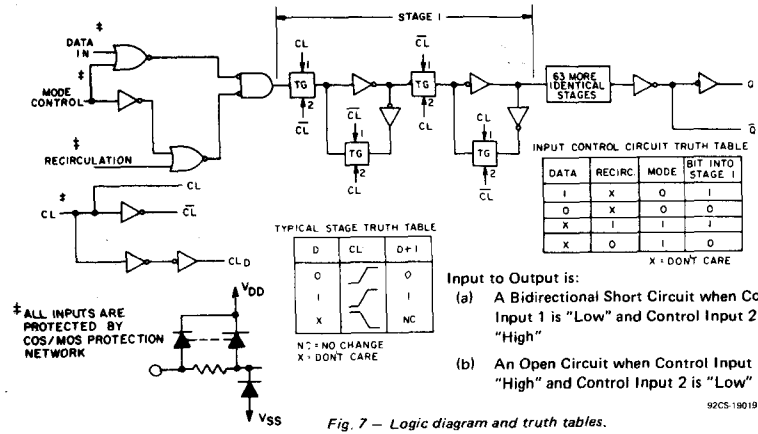 STAGE 1
‡
DATA IN
‡
MODE CONTROL
‡
RECIRCULATION
CL
1
TG
2
C̅L̅
C̅L̅
1
TG
2
CL
C̅L̅
1
TG
2
CL
CL
1
TG
2
C̅L̅
63 MORE
IDENTICAL
STAGES
Q
Q̅
‡
CL
CL
C̅L̅
CL D
INPUT CONTROL CIRCUIT TRUTH TABLE
DATA RECIRC. MODE BIT INTO STAGE 1
1 X 0 1
0 X 0 0
X 1 1 1
X 0 1 0
X = DON'T CARE
TYPICAL STAGE TRUTH TABLE
D CL D+1
0 0
1 1
X NC
NC = NO CHANGE
X = DON'T CARE
‡ ALL INPUTS ARE
PROTECTED BY
COS/MOS PROTECTION
NETWORK
VDD
VSS
Input to Output is:
(a) A Bidirectional Short Circuit when Co
Input 1 is "Low" and Control Input 2
"High"
(b) An Open Circuit when Control Input
"High" and Control Input 2 is "Low"
92CS-19019
Fig. 7 — Logic diagram and truth tables.